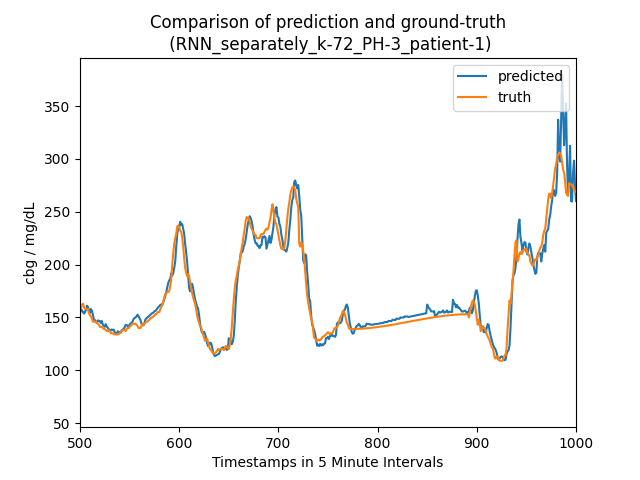 Comparison of prediction and ground-truth
(RNN_separately_k-72_PH-3_patient-1)
predicted
truth
cbg / mg/dL
350
300
250
200
150
100
50
500
600
700
800
900
1000
Timestamps in 5 Minute Intervals